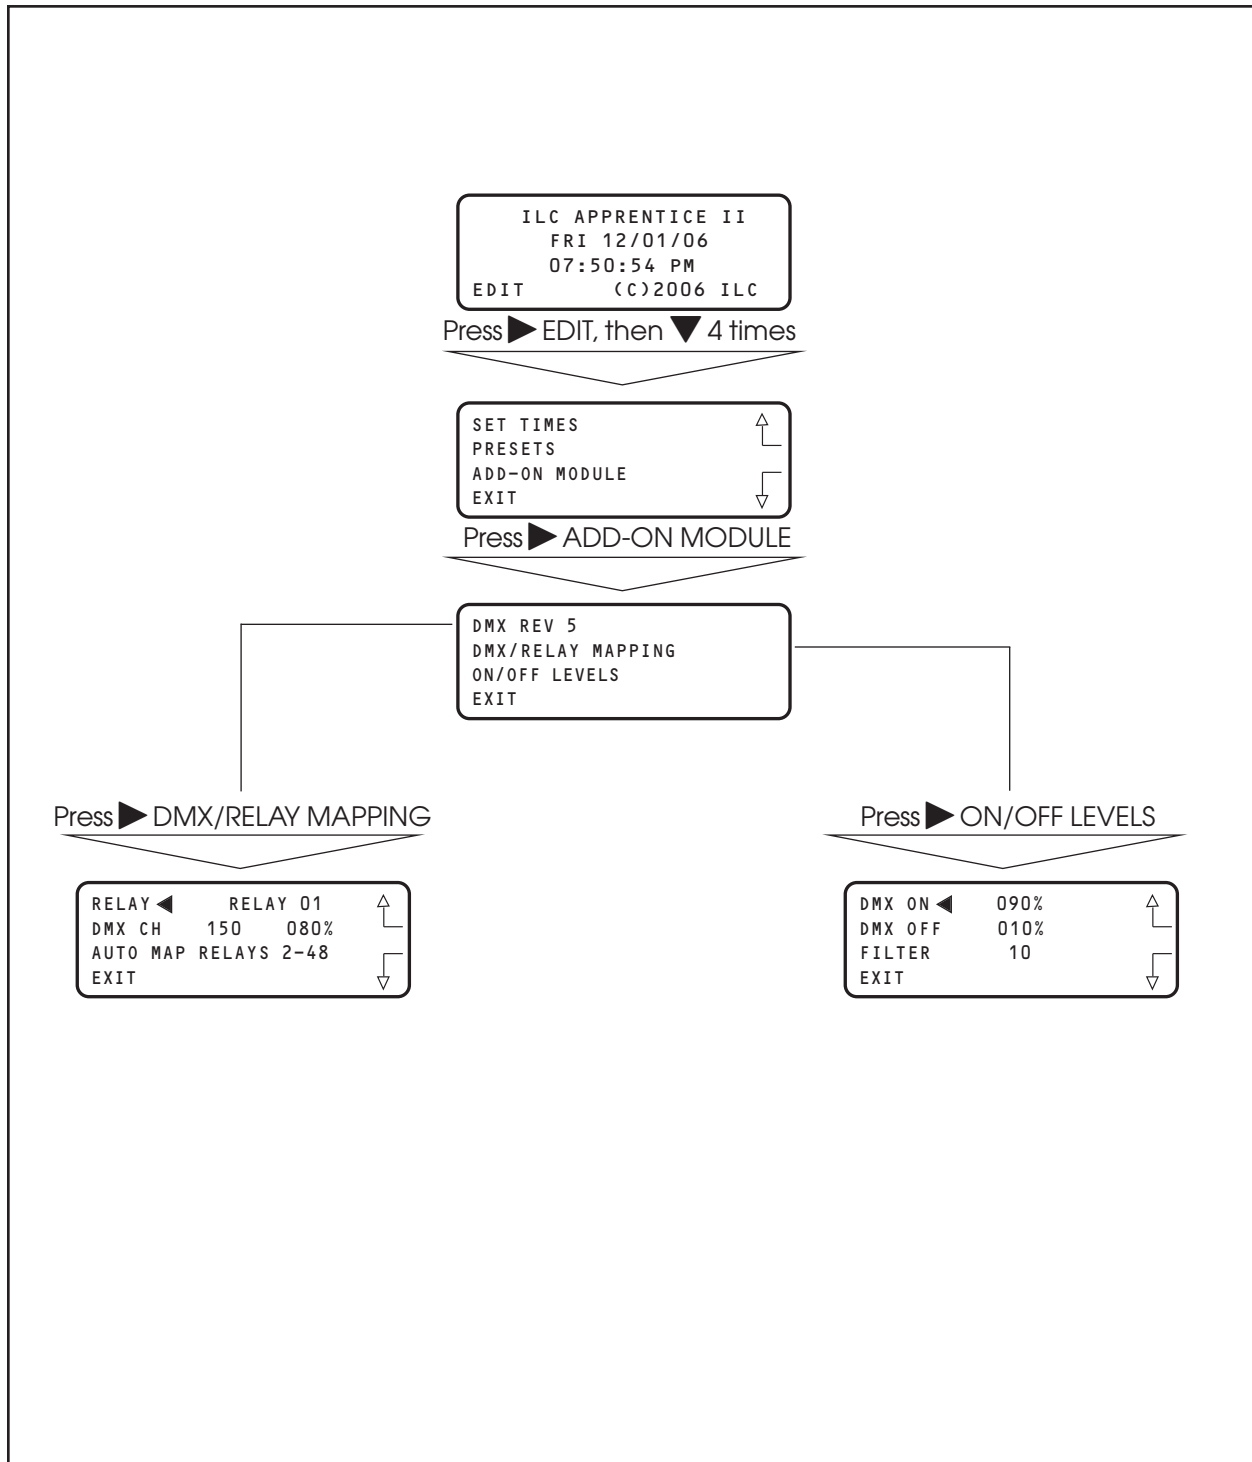 ILC APPRENTICE II
FRI 12/01/06
07:50:54 PM
EDIT (C)2006 ILC
Press ▶ EDIT, then ▼ 4 times
SET TIMES
PRESETS
ADD-ON MODULE
EXIT
Press ▶ ADD-ON MODULE
DMX REV 5
DMX/RELAY MAPPING
ON/OFF LEVELS
EXIT
Press ▶ DMX/RELAY MAPPING
RELAY ◀ RELAY 01
DMX CH 150 080%
AUTO MAP RELAYS 2-48
EXIT
Press ▶ ON/OFF LEVELS
DMX ON ◀ 090%
DMX OFF 010%
FILTER 10
EXIT